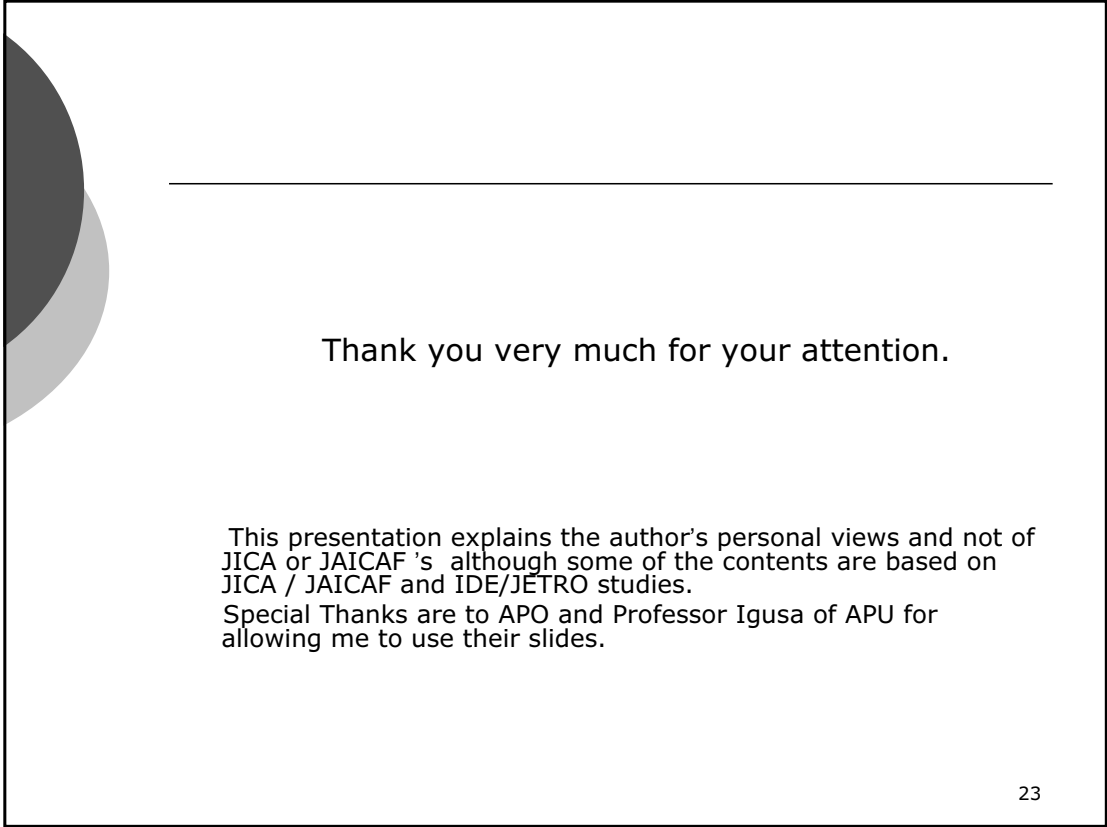 Thank you very much for your attention.
This presentation explains the author’s personal views and not of
JICA or JAICAF ’s although some of the contents are based on
JICA / JAICAF and IDE/JETRO studies.
Special Thanks are to APO and Professor Igusa of APU for
allowing me to use their slides.
23